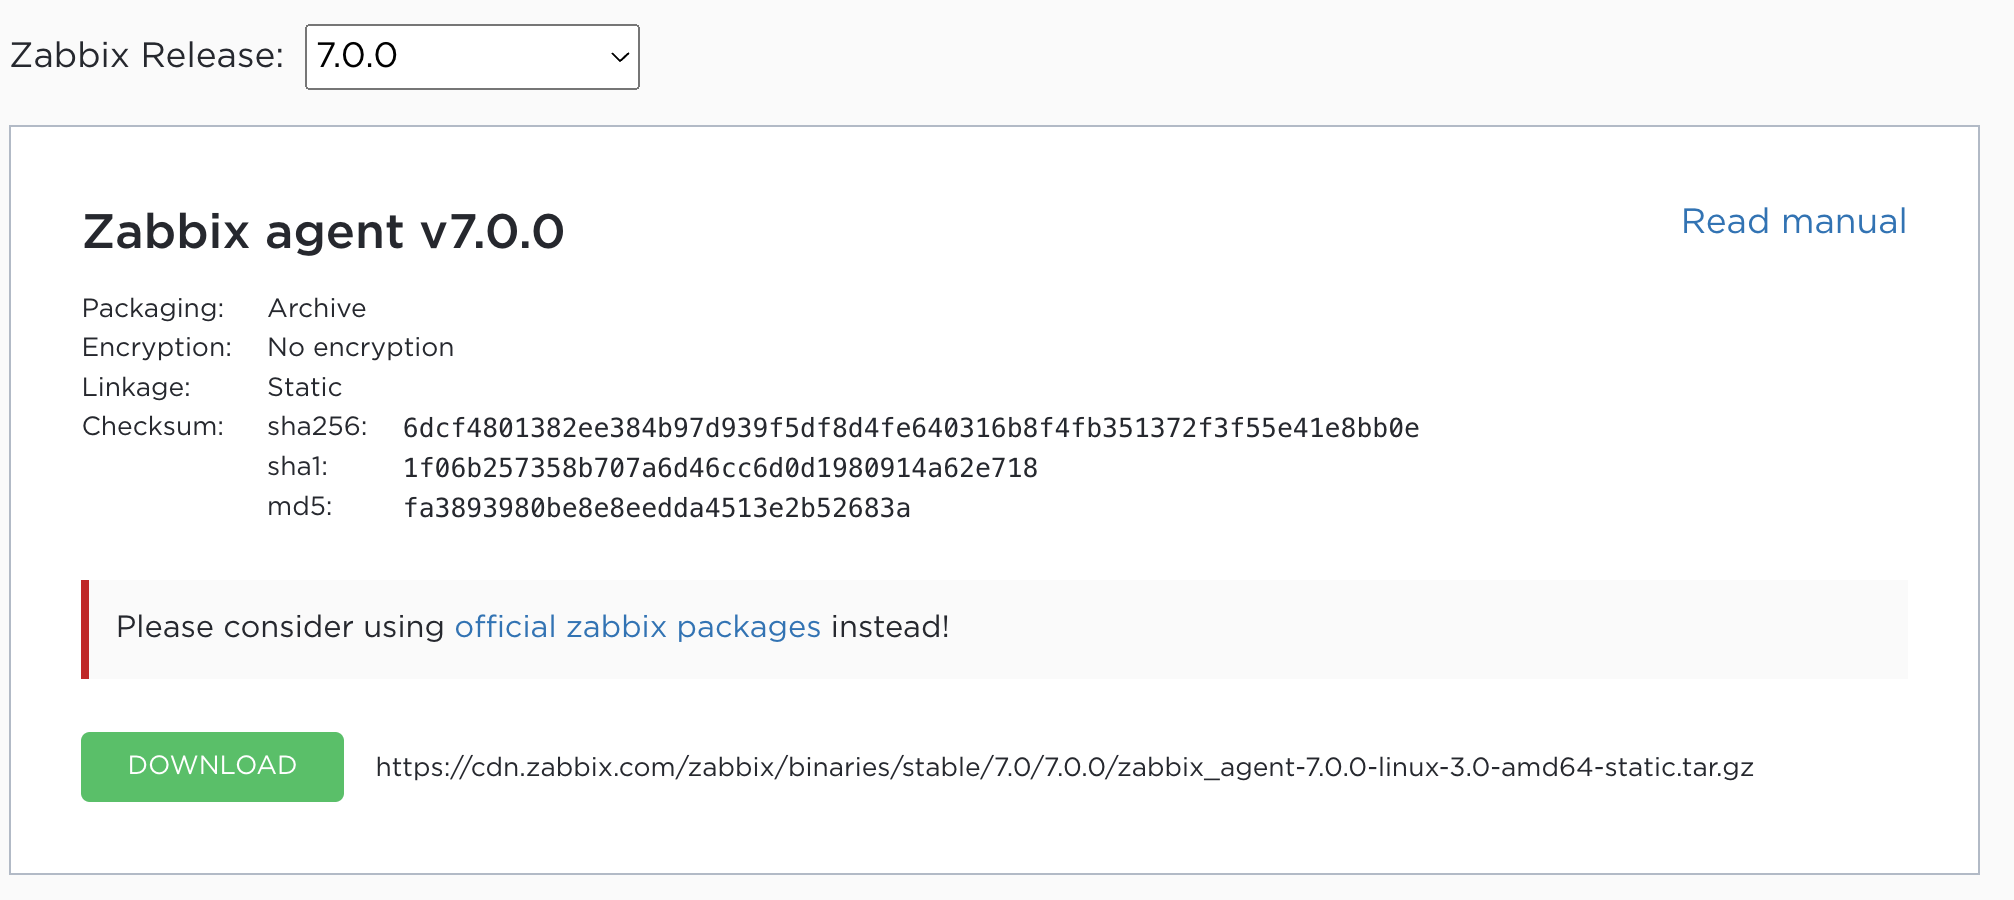 Zabbix Release: 7.0.0
Zabbix agent v7.0.0
Read manual
Packaging: Archive
Encryption: No encryption
Linkage: Static
Checksum: sha256: 6dcf4801382ee384b97d939f5df8d4fe640316b8f4fb351372f3f55e41e8bb0e
sha1: 1f06b257358b707a6d46cc6d0d1980914a62e718
md5: fa3893980be8e8eedda4513e2b52683a
Please consider using official zabbix packages instead!
DOWNLOAD https://cdn.zabbix.com/zabbix/binaries/stable/7.0/7.0.0/zabbix_agent-7.0.0-linux-3.0-amd64-static.tar.gz